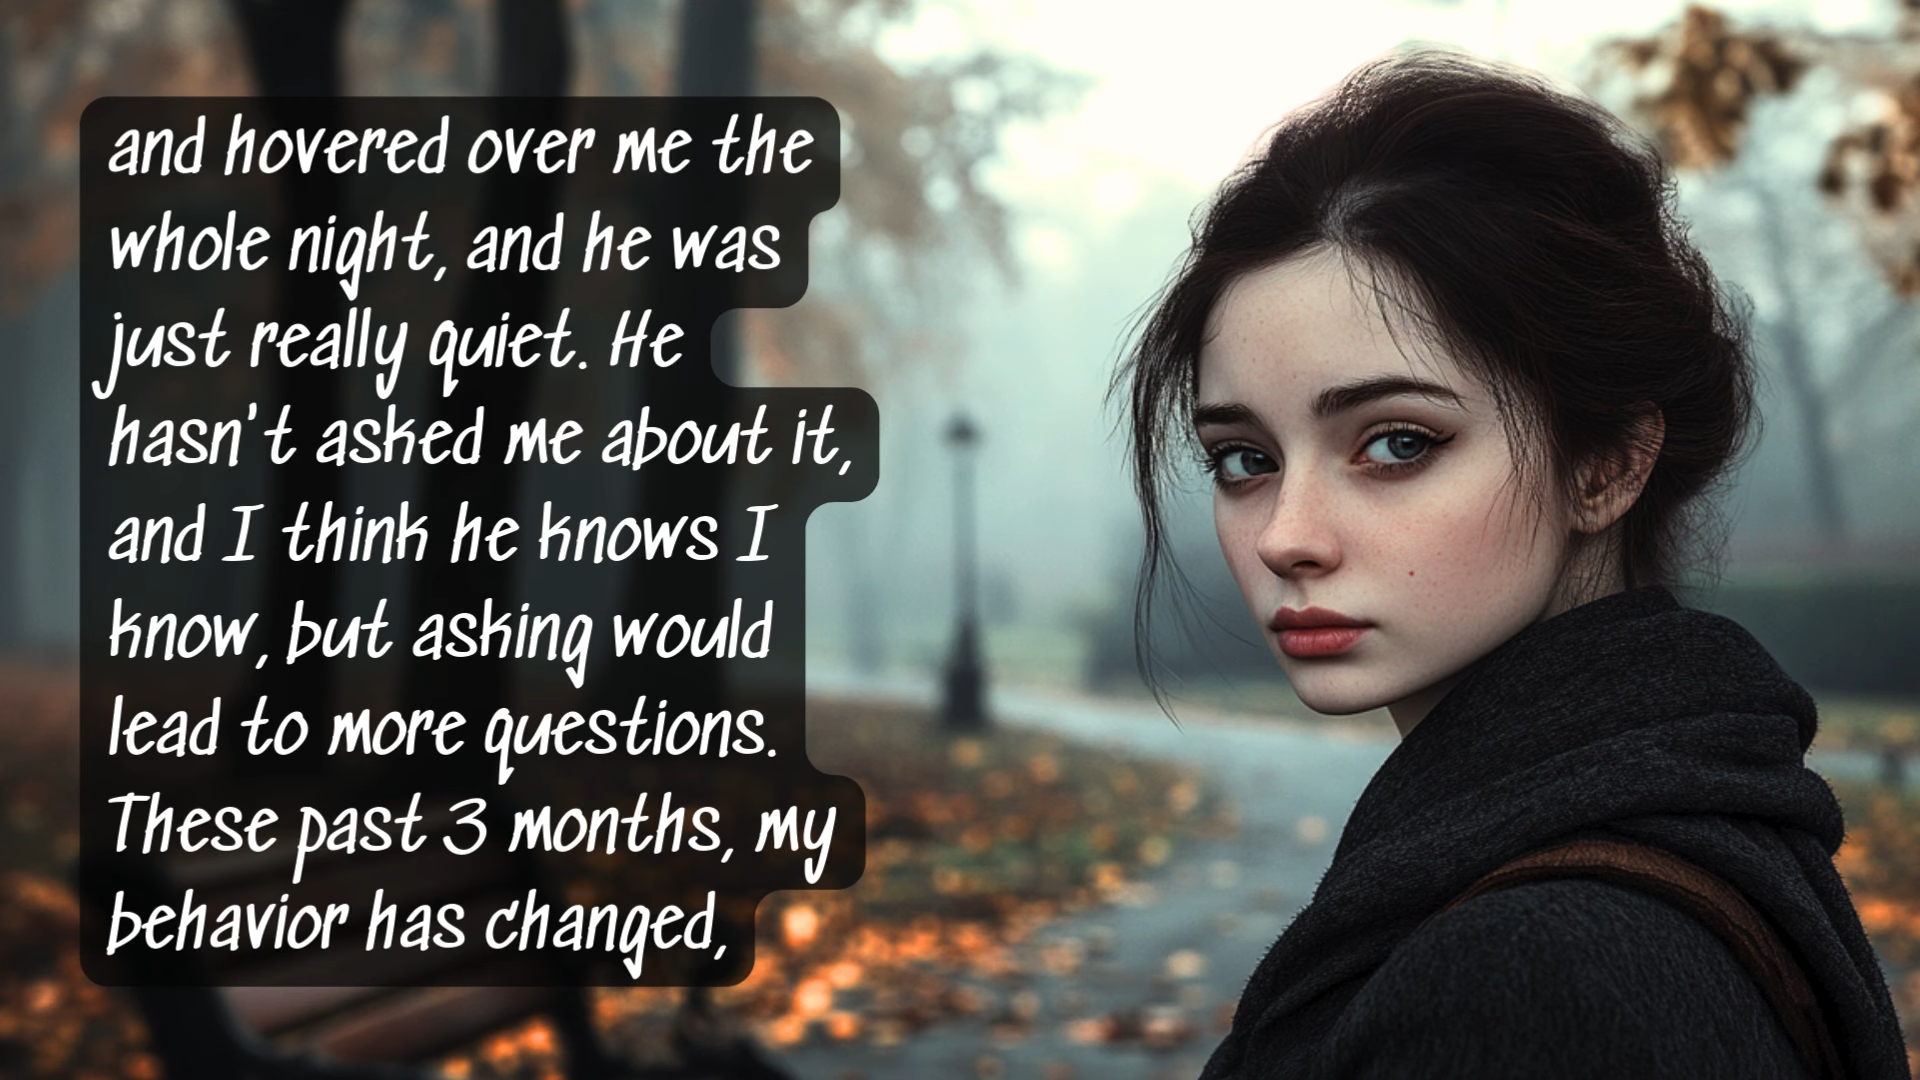 and hovered over me the
whole night, and he was
just really quiet. He
hasn't asked me about it,
and I think he knows I
know, but asking would
lead to more questions.
These past 3 months, my
behavior has changed,